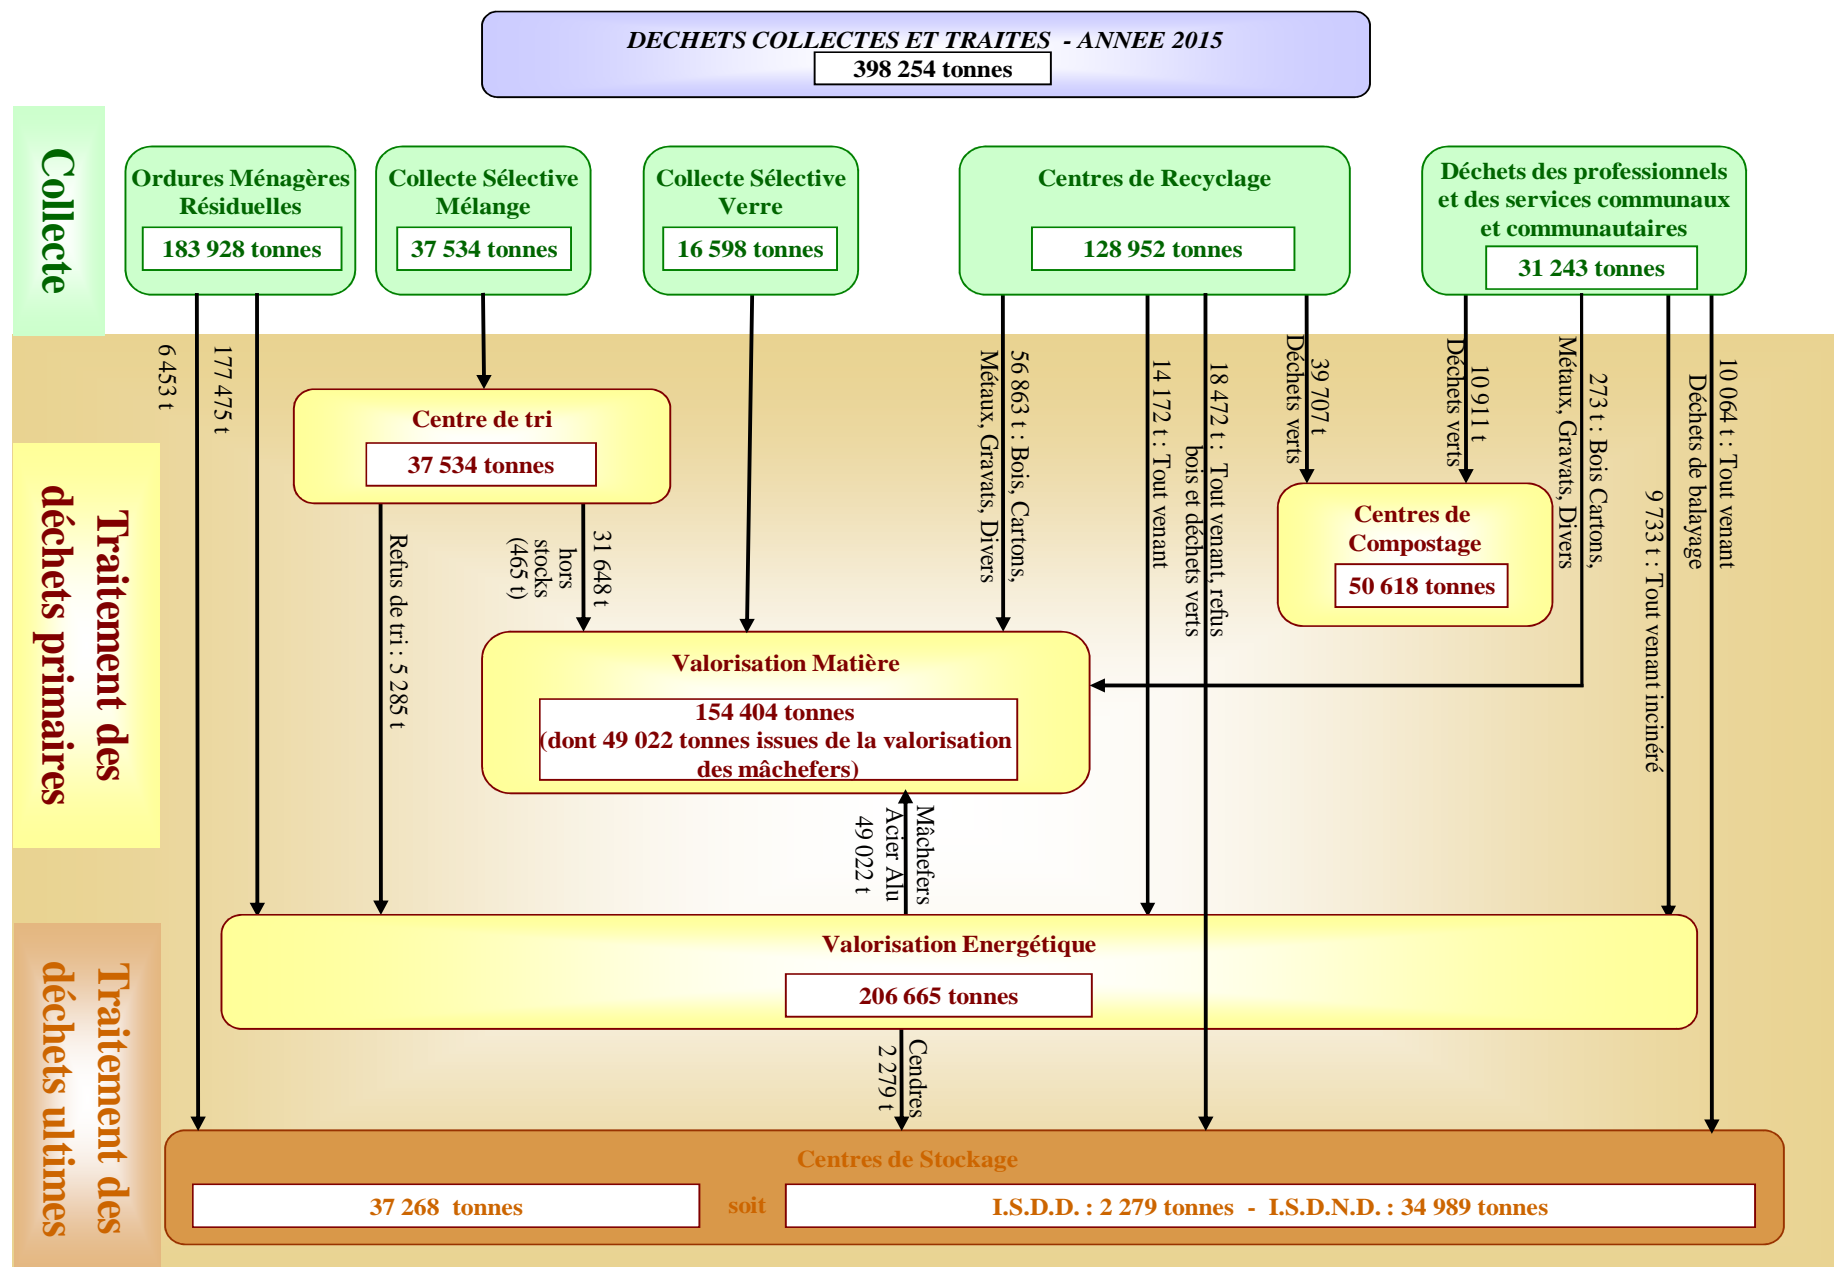 DECHETS COLLECTES ET TRAITES - ANNEE 2015
398 254 tonnes
Collecte
Ordures Ménagères
Résiduelles
183 928 tonnes
Collecte Sélective
Mélange
37 534 tonnes
Collecte Sélective
Verre
16 598 tonnes
Centres de Recyclage
128 952 tonnes
Déchets des professionnels
et des services communaux
et communautaires
31 243 tonnes
6 453 t
177 475 t
56 863 t : Bois, Cartons,
Métaux, Gravats, Divers
14 172 t : Tout venant
18 472 t : Tout venant, refus
bois et déchets verts
39 707 t
Déchets verts
10 911 t
Déchets verts
273 t : Bois Cartons,
Métaux, Gravats, Divers
9 733 t : Tout venant incinéré
10 064 t : Tout venant
Déchets de balayage
Traitement des
déchets primaires
Centre de tri
37 534 tonnes
Refus de tri : 5 285 t
31 648 t
hors
stocks
(465 t)
Centres de
Compostage
50 618 tonnes
Valorisation Matière
154 404 tonnes
(dont 49 022 tonnes issues de la valorisation
des mâchefers)
Mâchefers
Acier Alu
49 022 t
Valorisation Energétique
206 665 tonnes
Cendres
2 279 t
Traitement des
déchets ultimes
Centres de Stockage
37 268 tonnes
soit
I.S.D.D. : 2 279 tonnes - I.S.D.N.D. : 34 989 tonnes